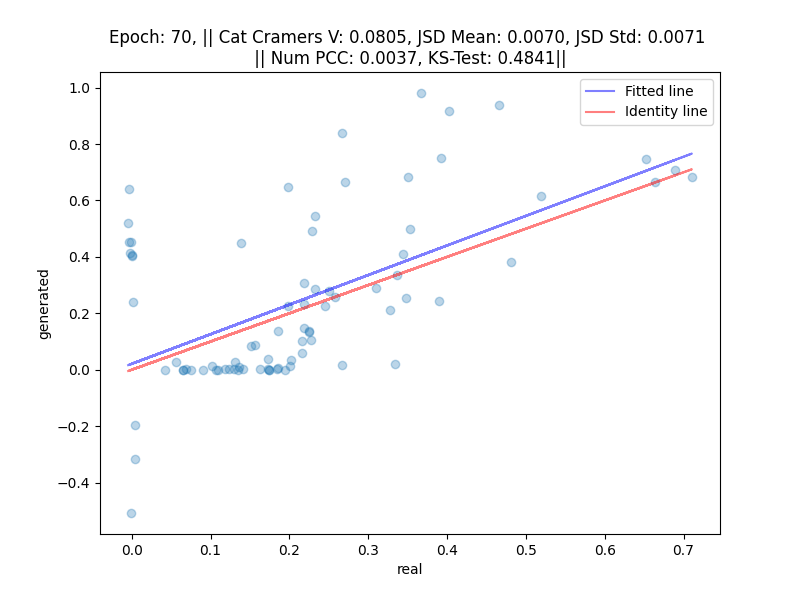 Epoch: 70, || Cat Cramers V: 0.0805, JSD Mean: 0.0070, JSD Std: 0.0071
|| Num PCC: 0.0037, KS-Test: 0.4841||
Fitted line
Identity line
1.0
0.8
0.6
0.4
0.2
0.0
−0.2
−0.4
generated
0.0 0.1 0.2 0.3 0.4 0.5 0.6 0.7
real